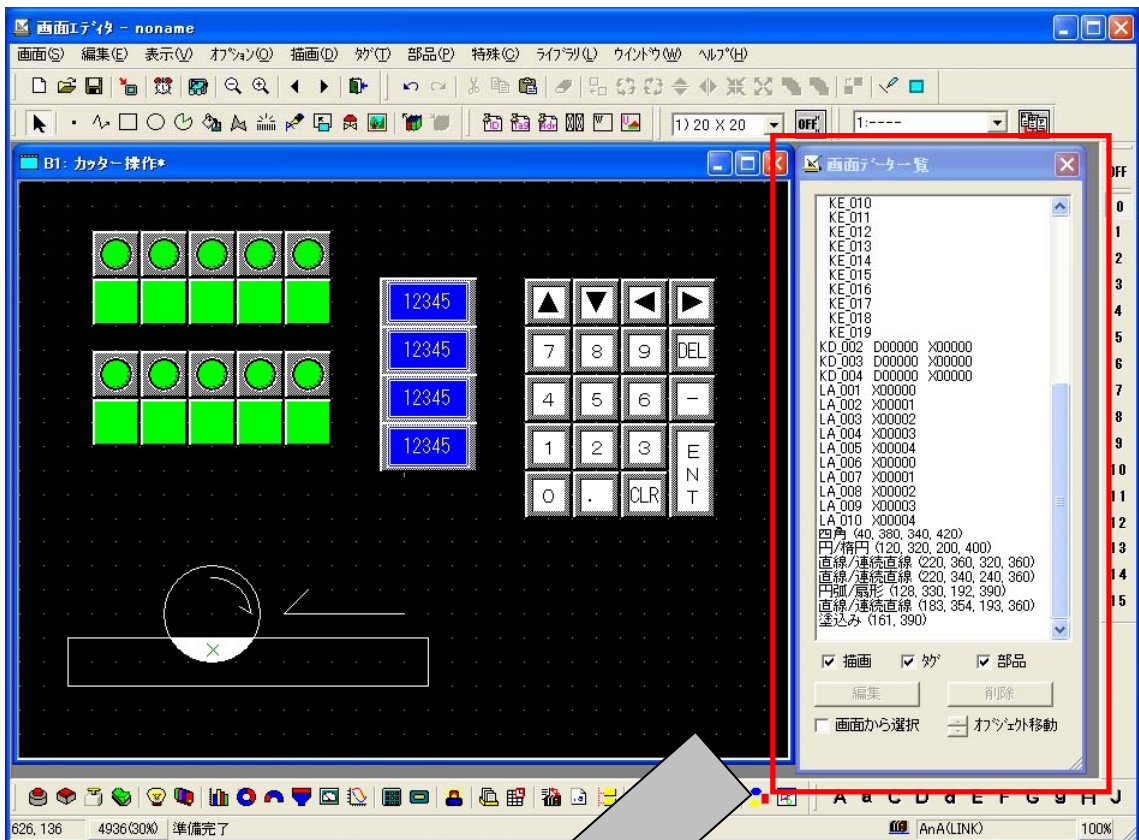 画面エディタ - noname
画面(S) 編集(E) 表示(V) オプション(O) 描画(D) タグ(T) 部品(P) 特殊(C) ライブラリ(L) ウインドウ(W) ヘルプ(H)
1) 20 X 20
OFF
1:----
B1: カッター操作*
12345
12345
12345
12345
7 8 9 DEL
4 5 6 -
1 2 3 ENT
0 . CLR
画面データ一覧
KE_010
KE_011
KE_012
KE_013
KE_014
KE_015
KE_016
KE_017
KE_018
KE_019
KD_002 D00000 X00000
KD_003 D00000 X00000
KD_004 D00000 X00000
LA_001 X00000
LA_002 X00001
LA_003 X00002
LA_004 X00003
LA_005 X00004
LA_006 X00000
LA_007 X00001
LA_008 X00002
LA_009 X00003
LA_010 X00004
四角 (40, 380, 340, 420)
円/楕円 (120, 320, 200, 400)
直線/連続直線 (220, 360, 320, 360)
直線/連続直線 (220, 340, 240, 360)
円弧/扇形 (128, 330, 192, 390)
直線/連続直線 (183, 354, 193, 360)
塗込み (161, 390)
描画 タグ 部品
編集 削除
画面から選択 オブジェクト移動
OFF
0
1
2
3
4
5
6
7
8
9
10
11
12
13
14
15
A a C D d E F G g H J
626, 136 4936(30%) 準備完了 AnA(LINK) 100%